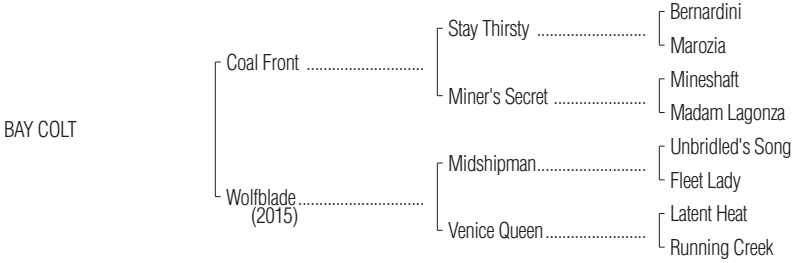 BAY COLT
Coal Front ............................
Wolfblade ..............................
(2015)
Stay Thirsty ..........................
Miner's Secret ......................
Midshipman..........................
Venice Queen........................
Bernardini
Marozia
Mineshaft
Madam Lagonza
Unbridled's Song
Fleet Lady
Latent Heat
Running Creek